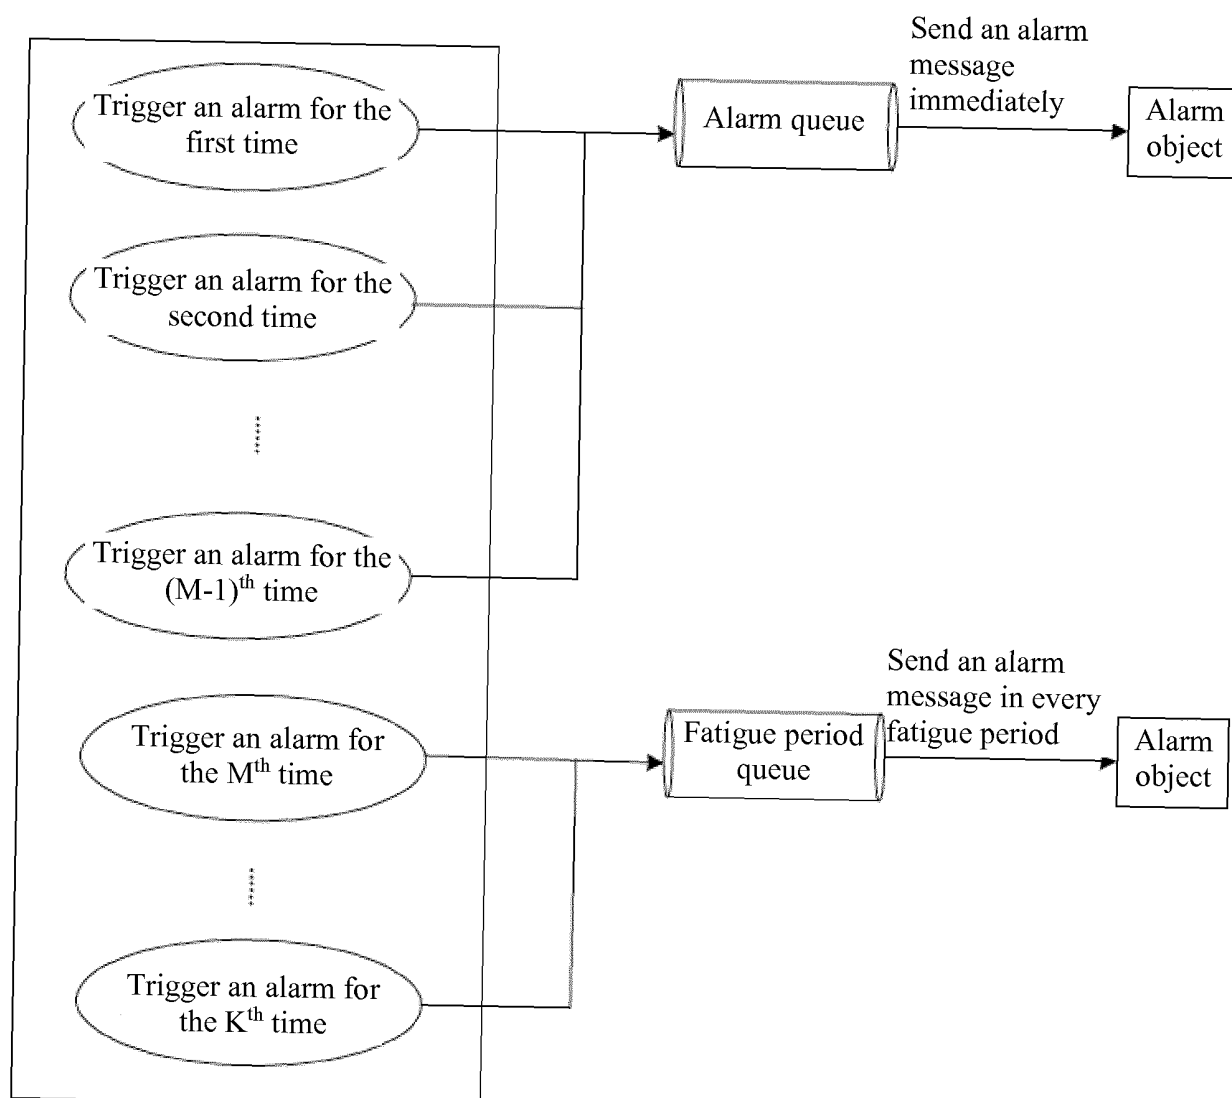 Trigger an alarm for the
first time
Alarm queue
Send an alarm
message
immediately
Alarm
object
Trigger an alarm for the
second time
Trigger an alarm for the
(M-1)th time
Trigger an alarm for
the Mth time
Fatigue period
queue
Send an alarm
message in every
fatigue period
Alarm
object
Trigger an alarm for
the Kth time